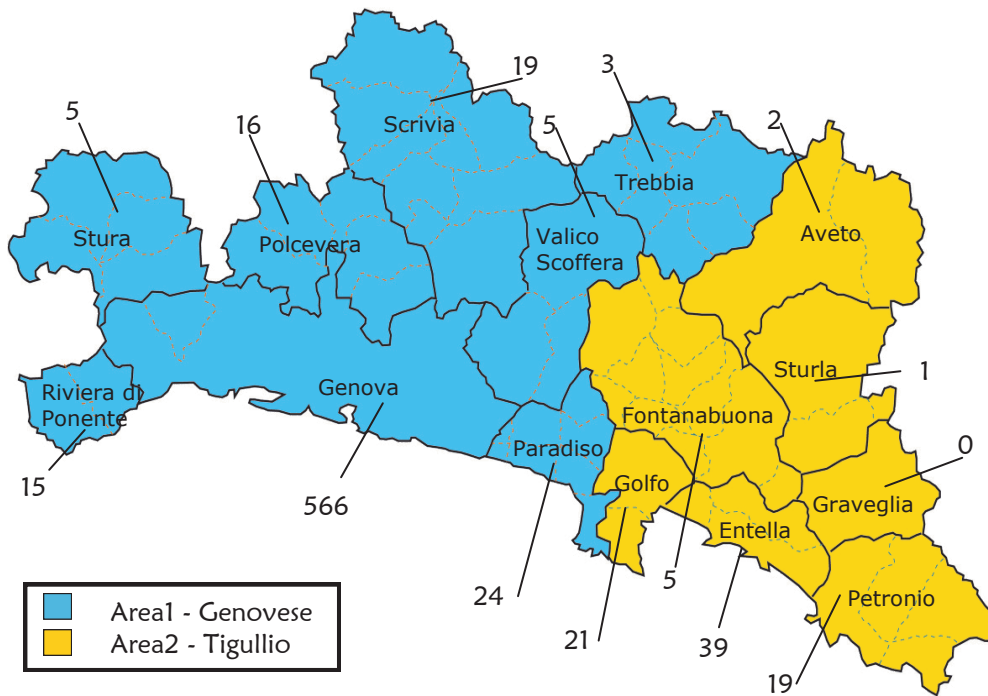 19
3
5
16
5
2
Scrivia
Trebbia
Stura
Polcevera
Valico
Scoffera
Aveto
Riviera di
Ponente
Genova
Sturla
1
Fontanabuona
Paradiso
0
15
566
Golfo
Graveglia
Entella
24
5
21
39
Petronio
19
Area1 - Genovese
Area2 - Tigullio